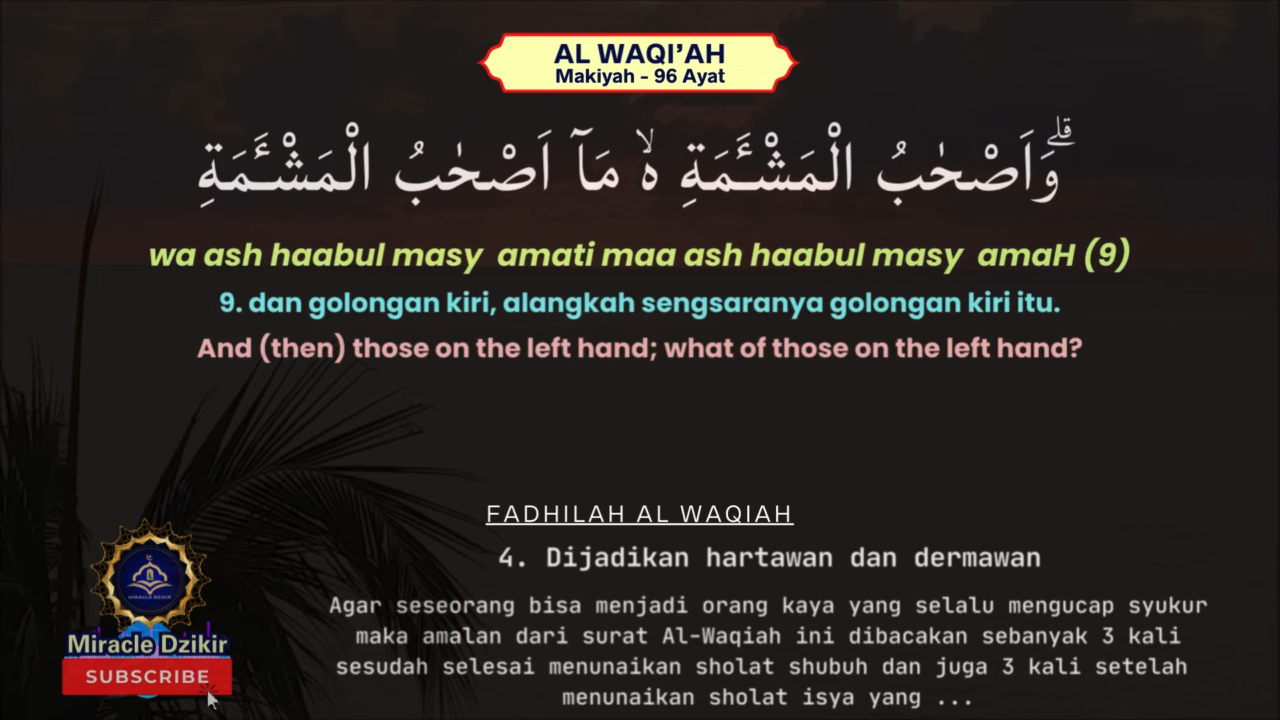 AL WAQI’AH
Makiyah - 96 Ayat
وَاَصْحٰبُ الْمَشْـَٔمَةِ ەۙ مَآ اَصْحٰبُ الْمَشْـَٔمَةِۗ
wa ash haabul masy amati maa ash haabul masy amaH (9)
9. dan golongan kiri, alangkah sengsaranya golongan kiri itu.
And (then) those on the left hand; what of those on the left hand?
FADHILAH AL WAQIAH
4. Dijadikan hartawan dan dermawan
Agar seseorang bisa menjadi orang kaya yang selalu mengucap syukur
maka amalan dari surat Al-Waqiah ini dibacakan sebanyak 3 kali
sesudah selesai menunaikan sholat shubuh dan juga 3 kali setelah
menunaikan sholat isya yang ...
MIRACLE DZIKIR
Miracle Dzikir
SUBSCRIBE